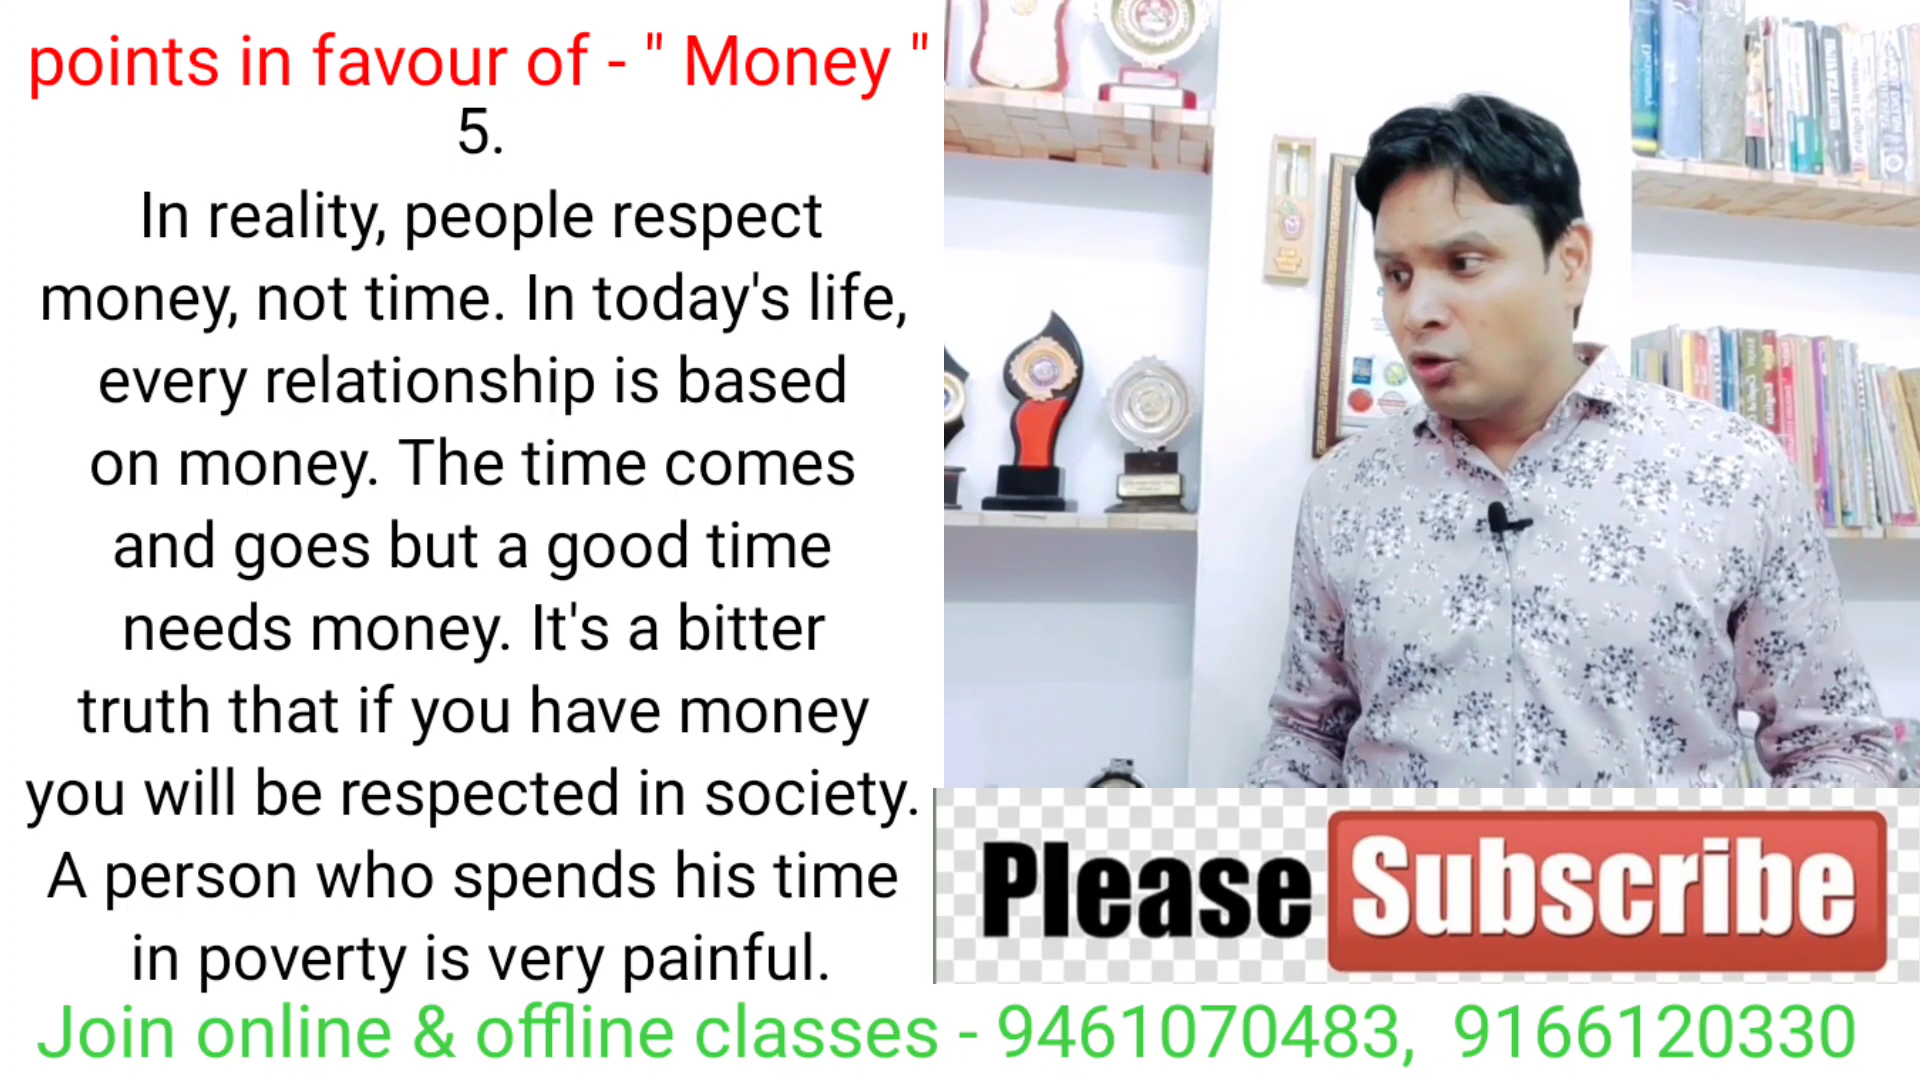 points in favour of - " Money "
5.
In reality, people respect
money, not time. In today's life,
every relationship is based
on money. The time comes
and goes but a good time
needs money. It's a bitter
truth that if you have money
you will be respected in society.
A person who spends his time
in poverty is very painful.
Please Subscribe
Join online & offline classes - 9461070483, 9166120330